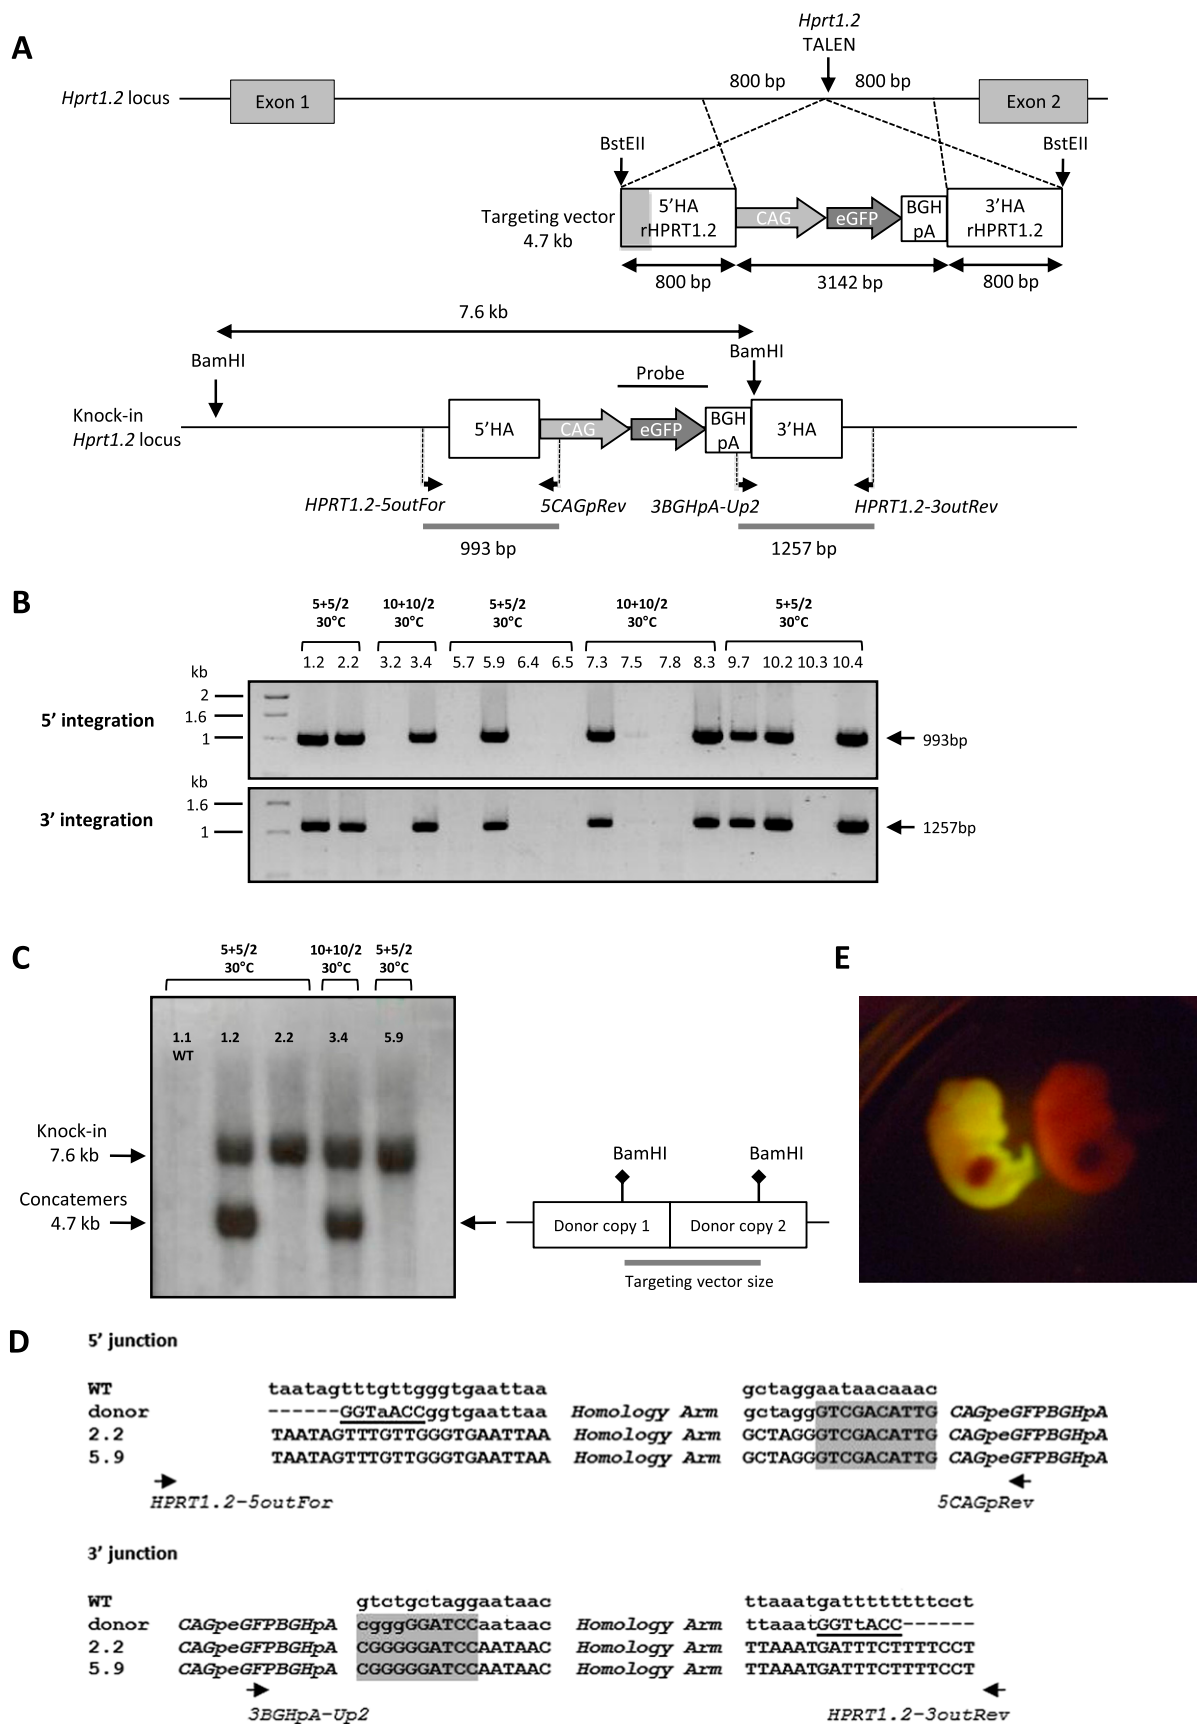 A
Hprt1.2
TALEN
800 bp 800 bp
Hprt1.2 locus Exon 1 Exon 2
BstEII BstEII
Targeting vector
4.7 kb
5'HA
rHPRT1.2
CAG eGFP
BGH
pA
3'HA
rHPRT1.2
800 bp 3142 bp 800 bp
7.6 kb
BamHI BamHI
Probe
Knock-in
Hprt1.2 locus
5'HA CAG eGFP
BGH
pA
3'HA
HPRT1.2-5outFor 5CAGpRev 3BGHpA-Up2 HPRT1.2-3outRev
993 bp 1257 bp
B
5+5/2 10+10/2 5+5/2 10+10/2 5+5/2
30°C 30°C 30°C 30°C 30°C
1.2 2.2 3.2 3.4 5.7 5.9 6.4 6.5 7.3 7.5 7.8 8.3 9.7 10.2 10.3 10.4
kb
2
1.6
1
5' integration
993bp
kb
1.6
1
3' integration
1257bp
C
5+5/2 10+10/2 5+5/2
30°C 30°C 30°C
1.1 1.2 2.2 3.4 5.9
WT
Knock-in
7.6 kb
Concatemers
4.7 kb
BamHI BamHI
Donor copy 1 Donor copy 2
Targeting vector size
E
D
5' junction
WT taatagtttgttgggtgaattaa gctaggaataacaaac
donor ------GGTaACCggtgaattaa Homology Arm gctaggGTCGACATTG CAGpeGFPBGHpA
2.2 TAATAGTTTGTTGGGTGAATTAA Homology Arm GCTAGGGTCGACATTG CAGpeGFPBGHpA
5.9 TAATAGTTTGTTGGGTGAATTAA Homology Arm GCTAGGGTCGACATTG CAGpeGFPBGHpA
HPRT1.2-5outFor 5CAGpRev
3' junction
WT gtctgctaggaataac ttaaatgatttttttcct
donor CAGpeGFPBGHpA cgggGGATCCaataac Homology Arm ttaaatGGTtACC------
2.2 CAGpeGFPBGHpA CGGGGGATCCAATAAC Homology Arm TTAAATGATTTCTTTTCCT
5.9 CAGpeGFPBGHpA CGGGGGATCCAATAAC Homology Arm TTAAATGATTTCTTTTCCT
3BGHpA-Up2 HPRT1.2-3outRev